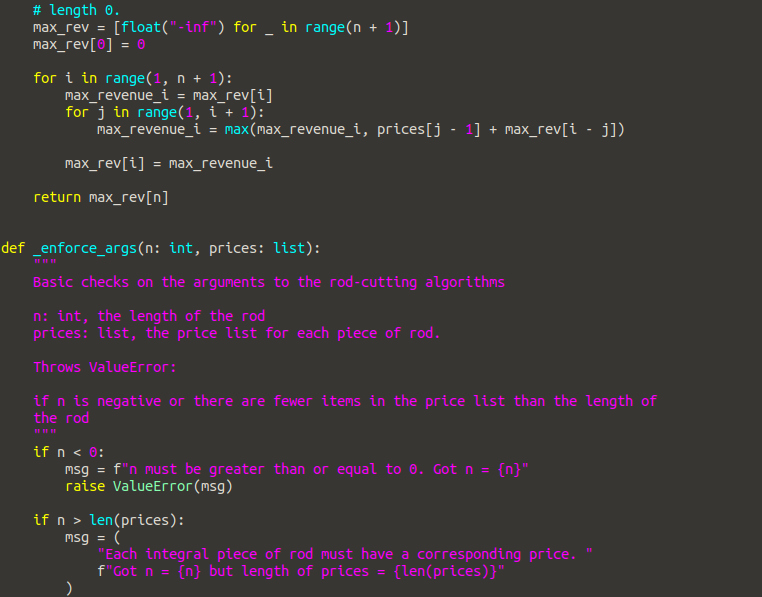 # length 0.
max_rev = [float("-inf") for _ in range(n + 1)]
max_rev[0] = 0
for i in range(1, n + 1):
max_revenue_i = max_rev[i]
for j in range(1, i + 1):
max_revenue_i = max(max_revenue_i, prices[j - 1] + max_rev[i - j])
max_rev[i] = max_revenue_i
return max_rev[n]
def _enforce_args(n: int, prices: list):
"""
Basic checks on the arguments to the rod-cutting algorithms
n: int, the length of the rod
prices: list, the price list for each piece of rod.
Throws ValueError:
if n is negative or there are fewer items in the price list than the length of
the rod
"""
if n < 0:
msg = f"n must be greater than or equal to 0. Got n = {n}"
raise ValueError(msg)
if n > len(prices):
msg = (
"Each integral piece of rod must have a corresponding price. "
f"Got n = {n} but length of prices = {len(prices)}"
)